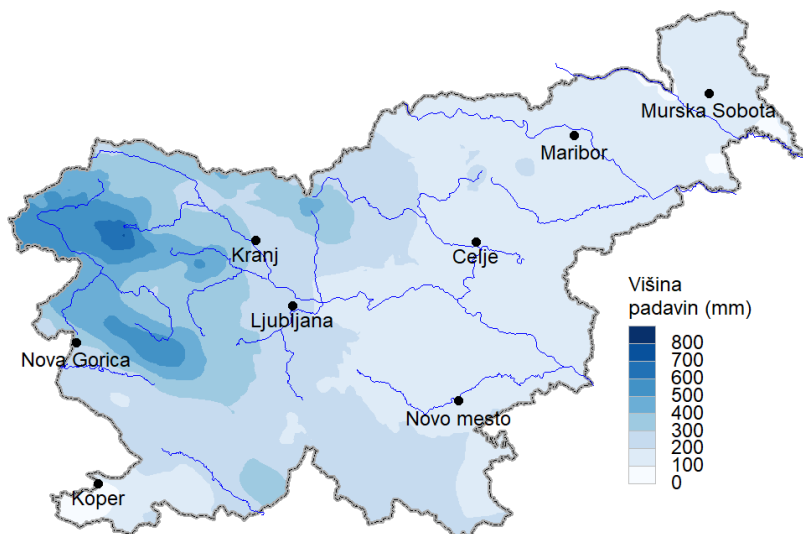 Murska Sobota
Maribor
Kranj
Celje
Ljubljana
Nova Gorica
Novo mesto
Koper
Višina
padavin (mm)
800
700
600
500
400
300
200
100
0